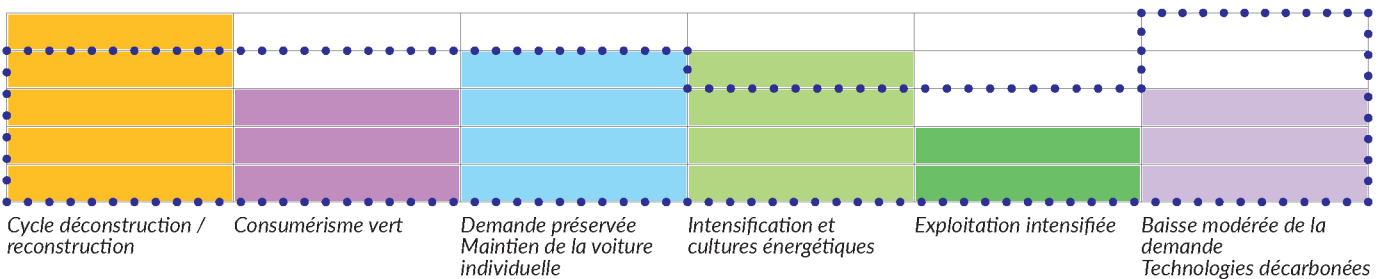 Cycle déconstruction /
reconstruction
Consumérisme vert
Demande préservée
Maintien de la voiture
individuelle
Intensification et
cultures énergétiques
Exploitation intensifiée
Baisse modérée de la
demande
Technologies décarbonées